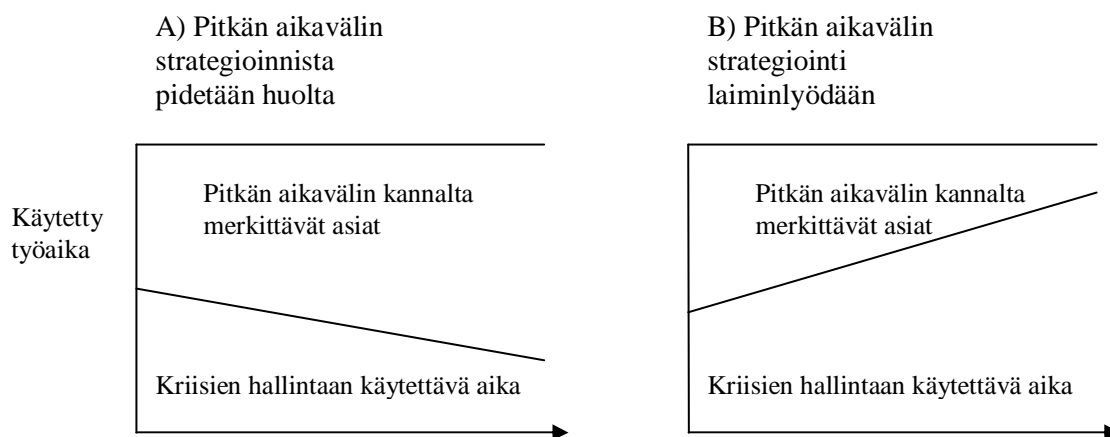 A) Pitkän aikavälin
strategioinnista
pidetään huolta
B) Pitkän aikavälin
strategiointi
laiminlyödään
Käytetty
työaika
Pitkän aikavälin kannalta
merkittävät asiat
Kriisien hallintaan käytettävä aika
Pitkän aikavälin kannalta
merkittävät asiat
Kriisien hallintaan käytettävä aika